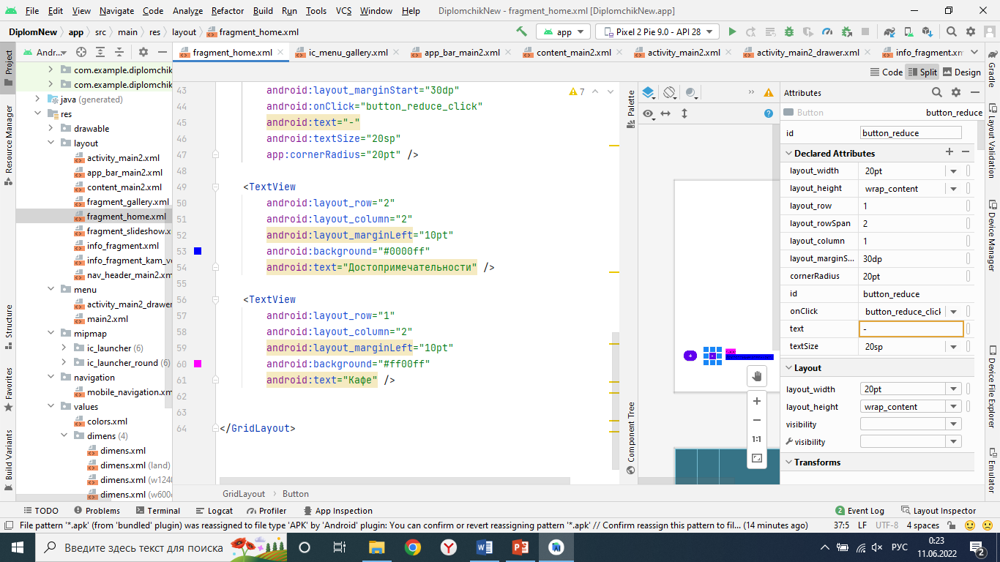 File Edit View Navigate Code Analyze Refactor Build Run Tools VCS Window Help DiplomchikNew - fragment_home.xml [DiplomchikNew.app]
DiplomNew app src main res layout fragment_home.xml app Pixel 2 Pie 9.0 - API 28
Andr... fragment_home.xml ic_menu_gallery.xml app_bar_main2.xml content_main2.xml activity_main2.xml activity_main2_drawer.xml info_fragment.xm
Code Split Design
Project
Resource Manager
Structure
Favorites
Build Variants
com.example.diplomchik
com.example.diplomchik
java (generated)
res
drawable
layout
activity_main2.xml
app_bar_main2.xml
content_main2.xml
fragment_gallery.xml
fragment_home.xml
fragment_slideshow.x
info_fragment.xml
info_fragment_kam_vo
nav_header_main2.xm
menu
activity_main2_drawer
main2.xml
mipmap
ic_launcher (6)
ic_launcher_round (6)
navigation
mobile_navigation.xm
values
colors.xml
dimens (4)
dimens.xml
dimens.xml (land)
dimens.xml (w1240
dimens.xml (w600d
43 android:layout_marginStart="30dp"
44 android:onClick="button_reduce_click"
45 android:text="-"
46 android:textSize="20sp"
47 app:cornerRadius="20pt" />
48
49 <TextView
50 android:layout_row="2"
51 android:layout_column="2"
52 android:layout_marginLeft="10pt"
53 android:background="#0000ff"
54 android:text="Достопримечательности" />
55
56 <TextView
57 android:layout_row="1"
58 android:layout_column="2"
59 android:layout_marginLeft="10pt"
60 android:background="#ff00ff"
61 android:text="Кафе" />
62
63
64 </GridLayout>
7
GridLayout Button
Palette
Component Tree
+
-
1:1
Attributes
Button button_reduce
id button_reduce
Declared Attributes
layout_width 20pt
layout_height wrap_content
layout_row 1
layout_rowSpan 2
layout_column 1
layout_marginS... 30dp
cornerRadius 20pt
id button_reduce
onClick button_reduce_click
text -
textSize 20sp
Layout
layout_width 20pt
layout_height wrap_content
visibility
visibility
Transforms
Gradle
Layout Validation
Device Manager
Device File Explorer
Emulator
TODO Problems Terminal Logcat Profiler App Inspection 2 Event Log Layout Inspector
File pattern '*.apk' (from 'bundled' plugin) was reassigned to file type 'APK' by 'Android' plugin: You can confirm or revert reassigning pattern '*.apk' // Confirm reassign this pattern to fil... (14 minutes ago) 37:5 LF UTF-8 4 spaces
Введите здесь текст для поиска РУС 0:23
11.06.2022 2